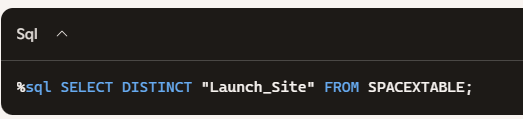 Sql
%sql SELECT DISTINCT "Launch_Site" FROM SPACEXTABLE;